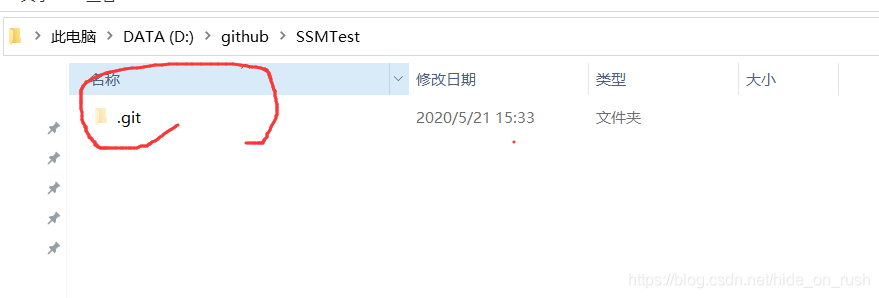 此电脑 > DATA (D:) > github > SSMTest
名称 修改日期 类型 大小
.git 2020/5/21 15:33 文件夹
https://blog.csdn.net/hide_on_rush